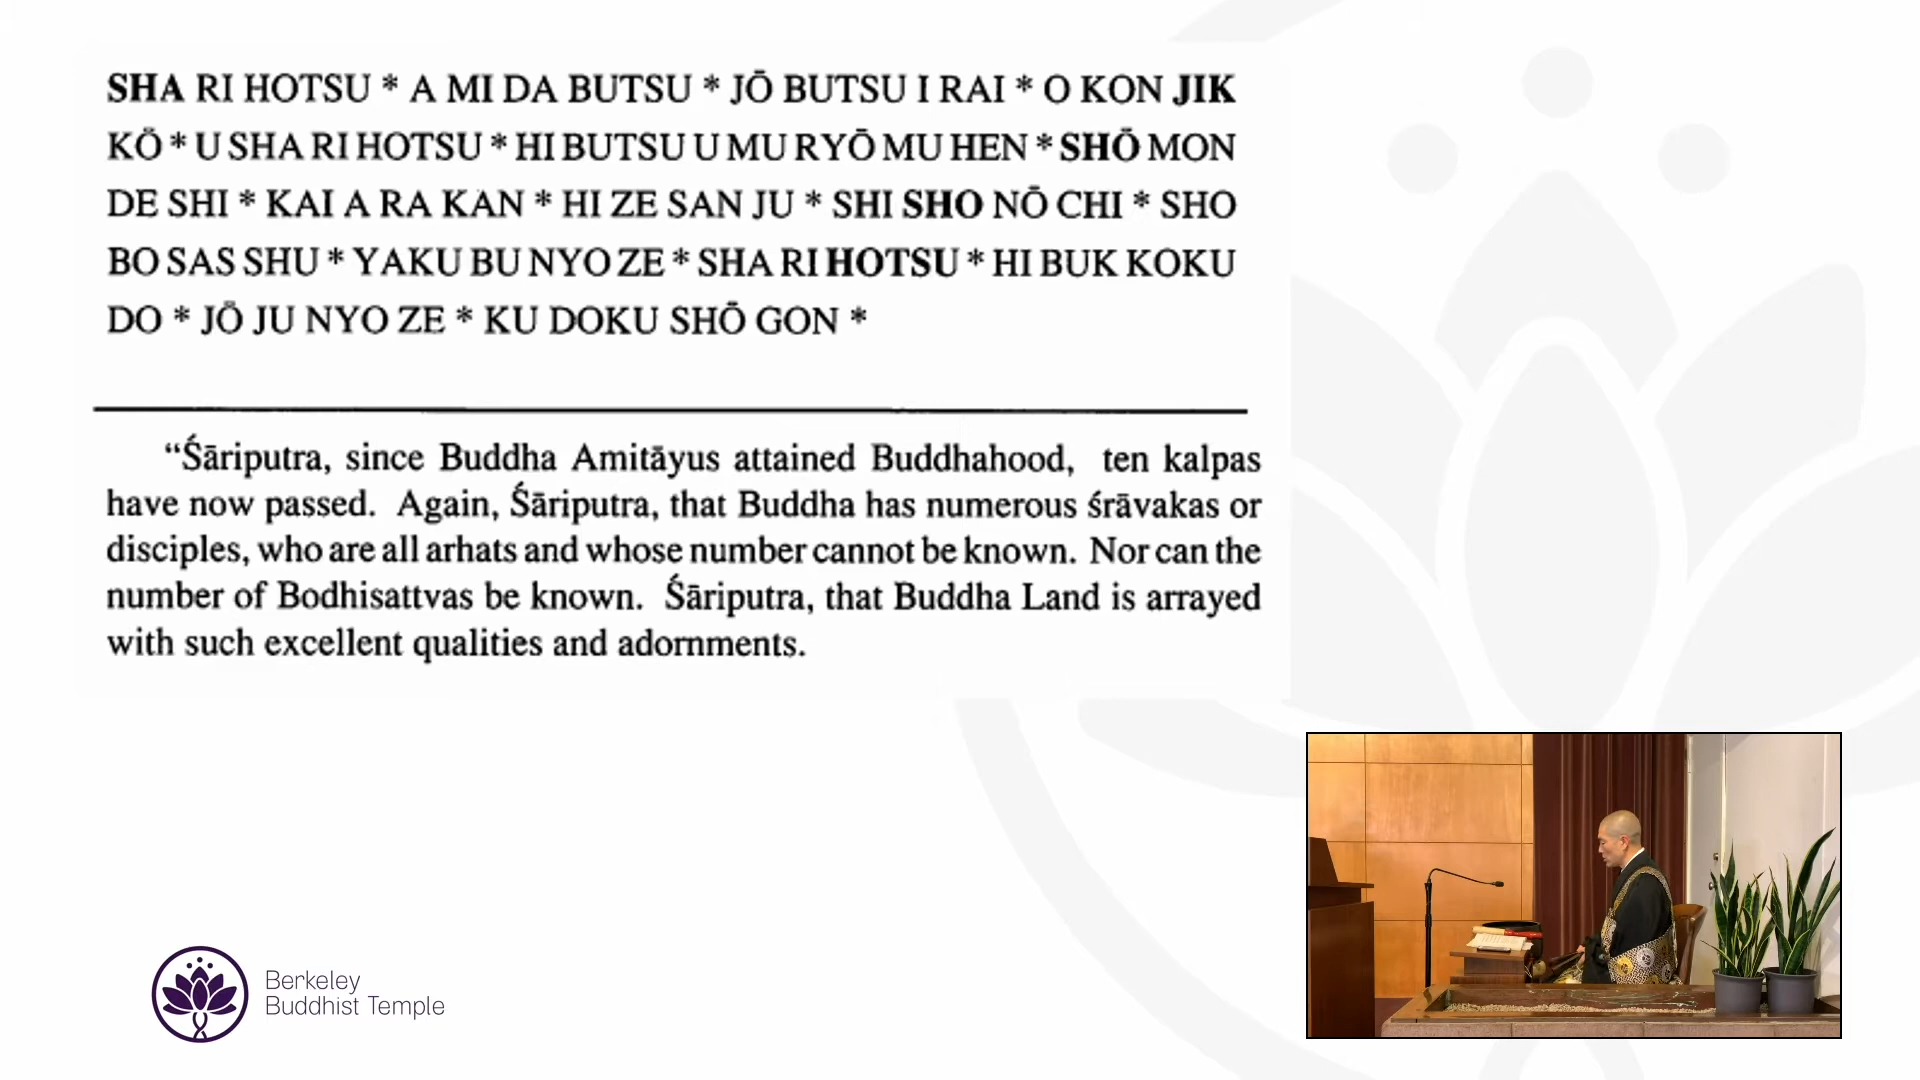 SHA RI HOTSU * A MI DA BUTSU * JŌ BUTSU I RAI * O KON JIK
KŌ * U SHA RI HOTSU * HI BUTSU U MU RYŌ MU HEN * SHŌ MON
DE SHI * KAI A RA KAN * HI ZE SAN JU * SHI SHO NŌ CHI * SHO
BO SAS SHU * YAKU BU NYO ZE * SHA RI HOTSU * HI BUK KOKU
DO * JŌ JU NYO ZE * KU DOKU SHŌ GON *
“Śāriputra, since Buddha Amitāyus attained Buddhahood, ten kalpas
have now passed. Again, Śāriputra, that Buddha has numerous śrāvakas or
disciples, who are all arhats and whose number cannot be known. Nor can the
number of Bodhisattvas be known. Śāriputra, that Buddha Land is arrayed
with such excellent qualities and adornments.
Berkeley
Buddhist Temple